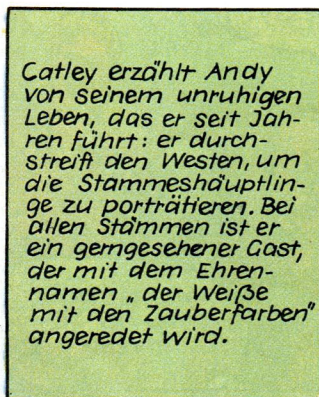 Catley erzählt Andy
von seinem unruhigen
Leben, das er seit Jah-
ren führt: er durch-
streift den Westen, um
die Stammeshäuptlin-
ge zu porträtieren. Bei
allen Stämmen ist er
ein gerngesehener Gast,
der mit dem Ehren-
namen „der Weiße
mit den Zauberfarben"
angeredet wird.